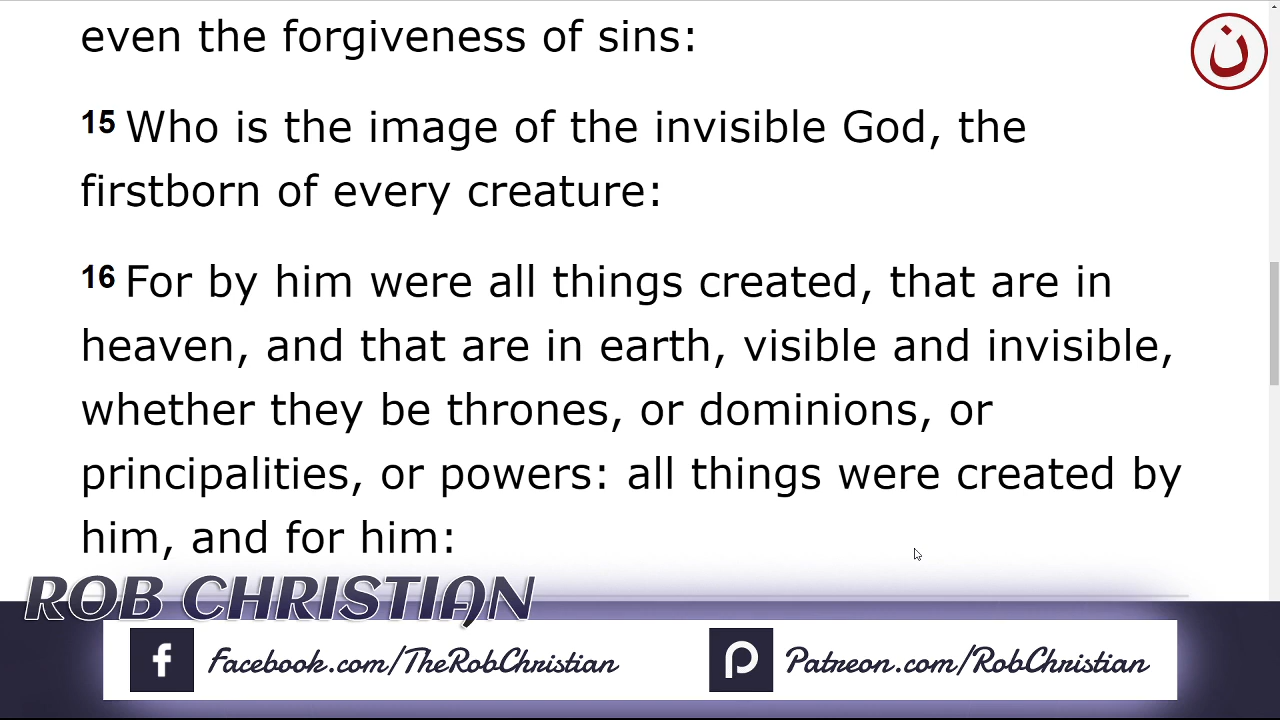 even the forgiveness of sins:
ن
15 Who is the image of the invisible God, the
firstborn of every creature:
16 For by him were all things created, that are in
heaven, and that are in earth, visible and invisible,
whether they be thrones, or dominions, or
principalities, or powers: all things were created by
him, and for him:
ROB CHRISTIAN
f Facebook.com/TheRobChristian
Patreon.com/RobChristian